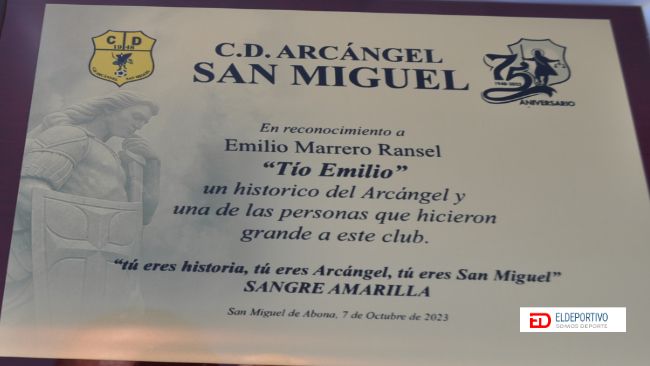 C D
1948
C.D. ARCÁNGEL
SAN MIGUEL
75
ANIVERSARIO
En reconocimiento a
Emilio Marrero Ransel
“Tío Emilio”
un historico del Arcángel y
una de las personas que hicieron
grande a este club.
“tú eres historia, tú eres Arcángel, tú eres San Miguel”
SANGRE AMARILLA
San Miguel de Abona, 7 de Octubre de 2023
ED ELDEPORTIVO
SOMOS DEPORTE